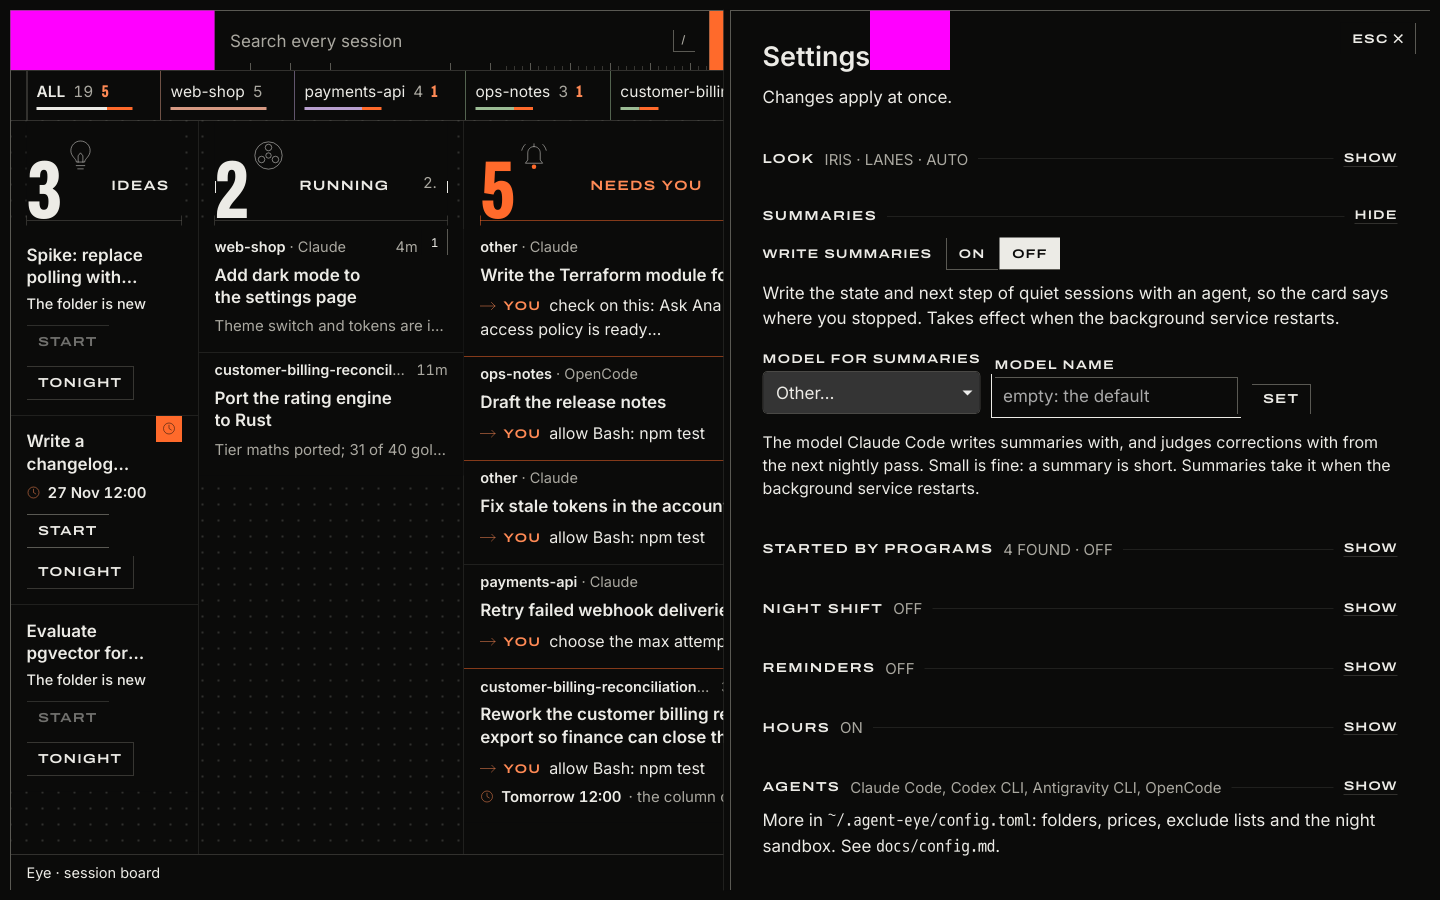 Search every session
/
ALL 19 5
web-shop 5
payments-api 4 1
ops-notes 3 1
customer-billin
3 IDEAS
Spike: replace
polling with…
The folder is new
START
TONIGHT
Write a
changelog…
27 Nov 12:00
START
TONIGHT
Evaluate
pgvector for…
The folder is new
START
TONIGHT
2 RUNNING 2.
web-shop · Claude 4m 1
Add dark mode to
the settings page
Theme switch and tokens are i…
customer-billing-reconcil… 11m
Port the rating engine
to Rust
Tier maths ported; 31 of 40 gol…
5 NEEDS YOU
other · Claude
Write the Terraform module fo
→ YOU check on this: Ask Ana
access policy is ready…
ops-notes · OpenCode
Draft the release notes
→ YOU allow Bash: npm test
other · Claude
Fix stale tokens in the accoun
→ YOU allow Bash: npm test
payments-api · Claude
Retry failed webhook deliverie
→ YOU choose the max attemp
customer-billing-reconciliation…
Rework the customer billing re
export so finance can close th
→ YOU allow Bash: npm test
Tomorrow 12:00 · the column
Eye · session board
Settings
ESC ×
Changes apply at once.
LOOK IRIS · LANES · AUTO SHOW
SUMMARIES HIDE
WRITE SUMMARIES ON OFF
Write the state and next step of quiet sessions with an agent, so the card says
where you stopped. Takes effect when the background service restarts.
MODEL FOR SUMMARIES MODEL NAME
Other... empty: the default SET
The model Claude Code writes summaries with, and judges corrections with from
the next nightly pass. Small is fine: a summary is short. Summaries take it when the
background service restarts.
STARTED BY PROGRAMS 4 FOUND · OFF SHOW
NIGHT SHIFT OFF SHOW
REMINDERS OFF SHOW
HOURS ON SHOW
AGENTS Claude Code, Codex CLI, Antigravity CLI, OpenCode SHOW
More in ~/.agent-eye/config.toml: folders, prices, exclude lists and the night
sandbox. See docs/config.md.